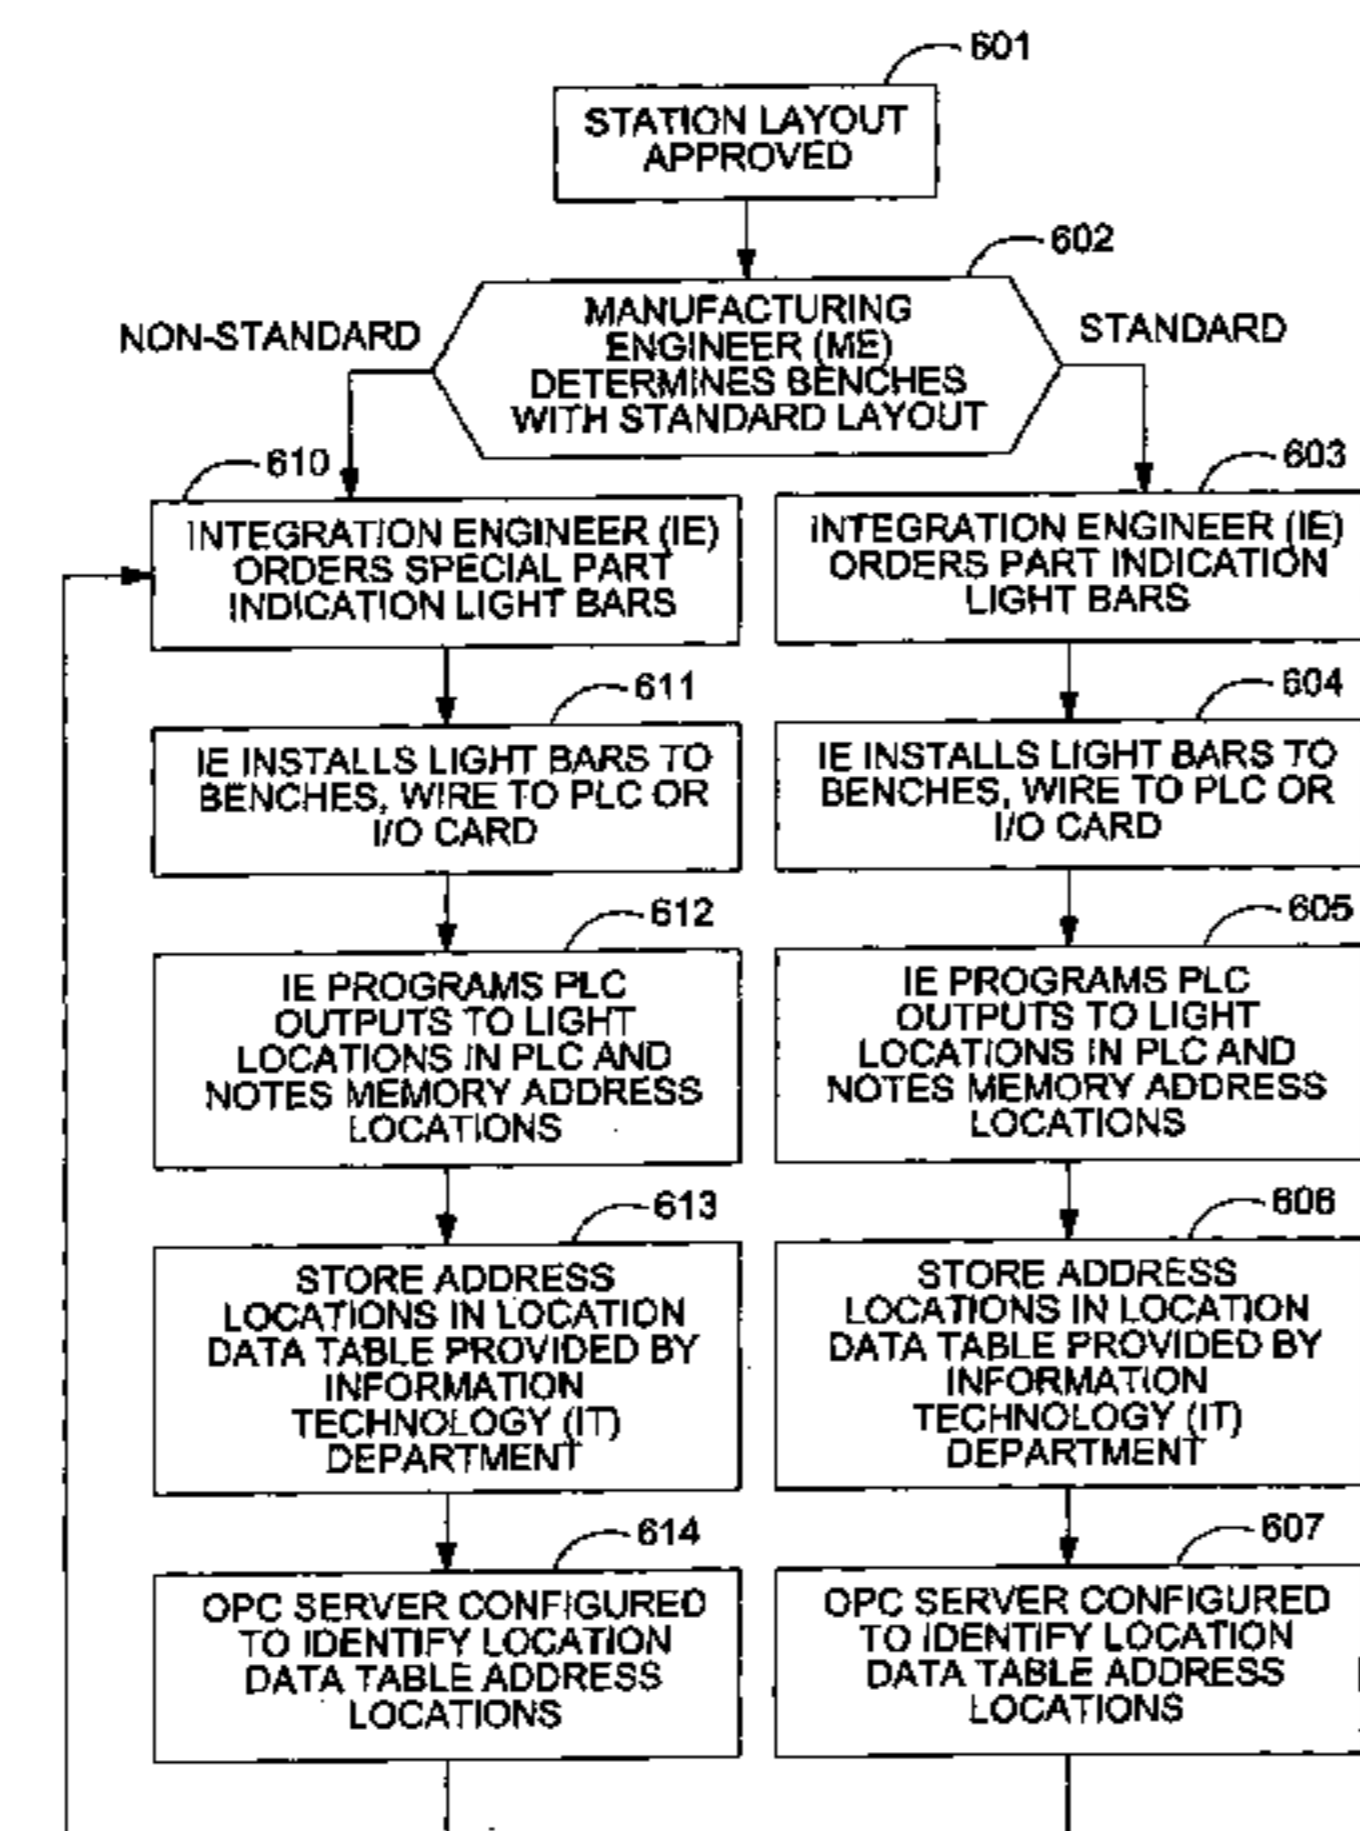 601
STATION LAYOUT
APPROVED
602
MANUFACTURING
ENGINEER (ME)
DETERMINES BENCHES
WITH STANDARD LAYOUT
NON-STANDARD
STANDARD
610
INTEGRATION ENGINEER (IE)
ORDERS SPECIAL PART
INDICATION LIGHT BARS
611
IE INSTALLS LIGHT BARS TO
BENCHES, WIRE TO PLC OR
I/O CARD
612
IE PROGRAMS PLC
OUTPUTS TO LIGHT
LOCATIONS IN PLC AND
NOTES MEMORY ADDRESS
LOCATIONS
613
STORE ADDRESS
LOCATIONS IN LOCATION
DATA TABLE PROVIDED BY
INFORMATION
TECHNOLOGY (IT)
DEPARTMENT
614
OPC SERVER CONFIGURED
TO IDENTIFY LOCATION
DATA TABLE ADDRESS
LOCATIONS
603
INTEGRATION ENGINEER (IE)
ORDERS PART INDICATION
LIGHT BARS
604
IE INSTALLS LIGHT BARS TO
BENCHES, WIRE TO PLC OR
I/O CARD
605
IE PROGRAMS PLC
OUTPUTS TO LIGHT
LOCATIONS IN PLC AND
NOTES MEMORY ADDRESS
LOCATIONS
606
STORE ADDRESS
LOCATIONS IN LOCATION
DATA TABLE PROVIDED BY
INFORMATION
TECHNOLOGY (IT)
DEPARTMENT
607
OPC SERVER CONFIGURED
TO IDENTIFY LOCATION
DATA TABLE ADDRESS
LOCATIONS